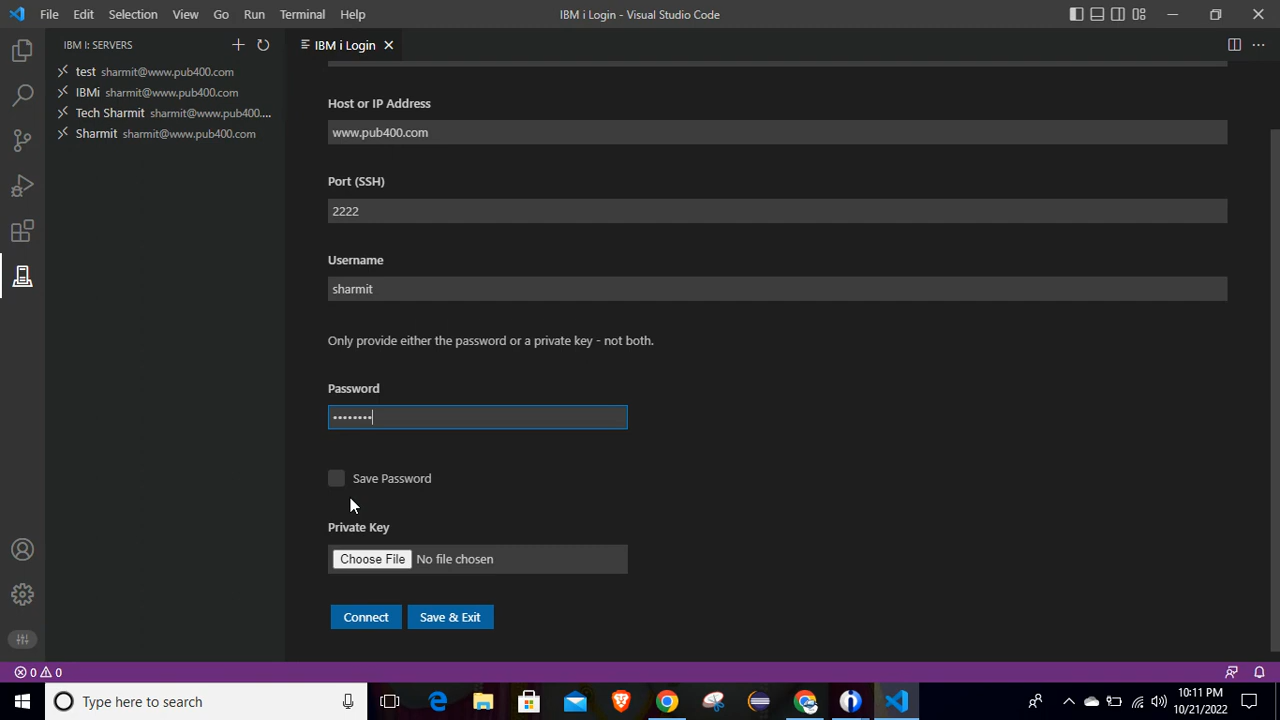 File Edit Selection View Go Run Terminal Help
IBM i Login - Visual Studio Code
IBM I: SERVERS
IBM i Login
test sharmit@www.pub400.com
IBMi sharmit@www.pub400.com
Tech Sharmit sharmit@www.pub400....
Sharmit sharmit@www.pub400.com
Host or IP Address
www.pub400.com
Port (SSH)
2222
Username
sharmit
Only provide either the password or a private key - not both.
Password
••••••••
Save Password
Private Key
Choose File No file chosen
Connect Save & Exit
0 0
Type here to search
10:11 PM
10/21/2022